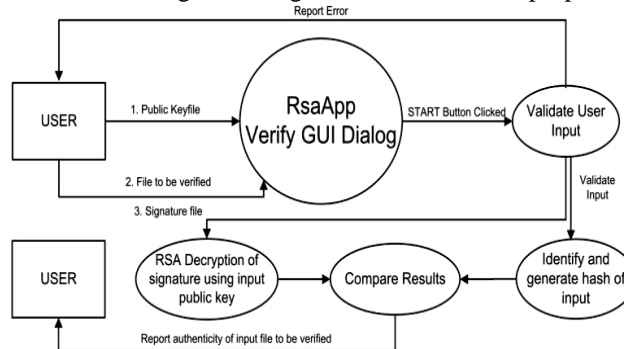 Report Error
USER
1. Public Keyfile
RsaApp
Verify GUI Dialog
START Button Clicked
Validate User
Input
2. File to be verified
3. Signature file
Validate
Input
USER
RSA Decryption of
signature using input
public key
Compare Results
Identify and
generate hash of
input
Report authenticity of input file to be verified